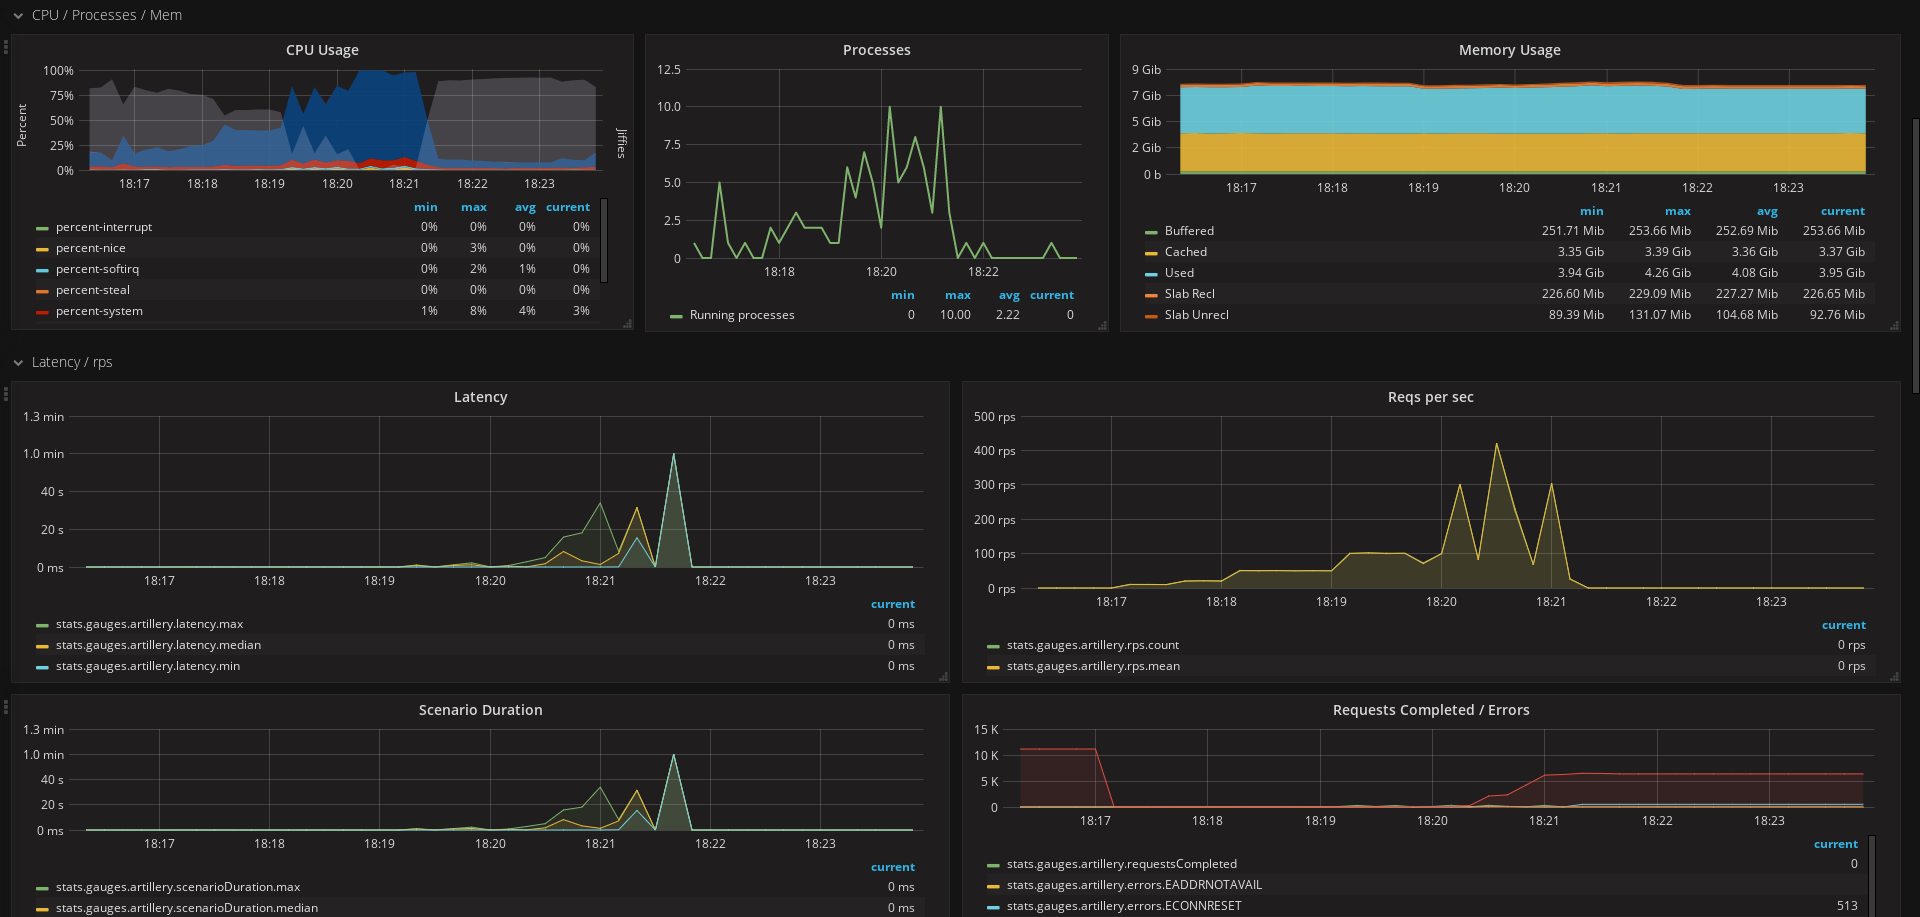 CPU / Processes / Mem
CPU Usage
100%
75%
50%
25%
0%
Percent
Jiffies
18:17 18:18 18:19 18:20 18:21 18:22 18:23
min max avg current
percent-interrupt 0% 0% 0% 0%
percent-nice 0% 3% 0% 0%
percent-softirq 0% 2% 1% 0%
percent-steal 0% 0% 0% 0%
percent-system 1% 8% 4% 3%
Processes
12.5
10.0
7.5
5.0
2.5
0
18:18 18:20 18:22
min max avg current
Running processes 0 10.00 2.22 0
Memory Usage
9 Gib
7 Gib
5 Gib
2 Gib
0 b
18:17 18:18 18:19 18:20 18:21 18:22 18:23
min max avg current
Buffered 251.71 Mib 253.66 Mib 252.69 Mib 253.66 Mib
Cached 3.35 Gib 3.39 Gib 3.36 Gib 3.37 Gib
Used 3.94 Gib 4.26 Gib 4.08 Gib 3.95 Gib
Slab Recl 226.60 Mib 229.09 Mib 227.27 Mib 226.65 Mib
Slab Unrecl 89.39 Mib 131.07 Mib 104.68 Mib 92.76 Mib
Latency / rps
Latency
1.3 min
1.0 min
40 s
20 s
0 ms
18:17 18:18 18:19 18:20 18:21 18:22 18:23
current
stats.gauges.artillery.latency.max 0 ms
stats.gauges.artillery.latency.median 0 ms
stats.gauges.artillery.latency.min 0 ms
Reqs per sec
500 rps
400 rps
300 rps
200 rps
100 rps
0 rps
18:17 18:18 18:19 18:20 18:21 18:22 18:23
current
stats.gauges.artillery.rps.count 0 rps
stats.gauges.artillery.rps.mean 0 rps
Scenario Duration
1.3 min
1.0 min
40 s
20 s
0 ms
18:17 18:18 18:19 18:20 18:21 18:22 18:23
current
stats.gauges.artillery.scenarioDuration.max 0 ms
stats.gauges.artillery.scenarioDuration.median 0 ms
Requests Completed / Errors
15 K
10 K
5 K
0
18:17 18:18 18:19 18:20 18:21 18:22 18:23
current
stats.gauges.artillery.requestsCompleted 0
stats.gauges.artillery.errors.EADDRNOTAVAIL
stats.gauges.artillery.errors.ECONNRESET 513